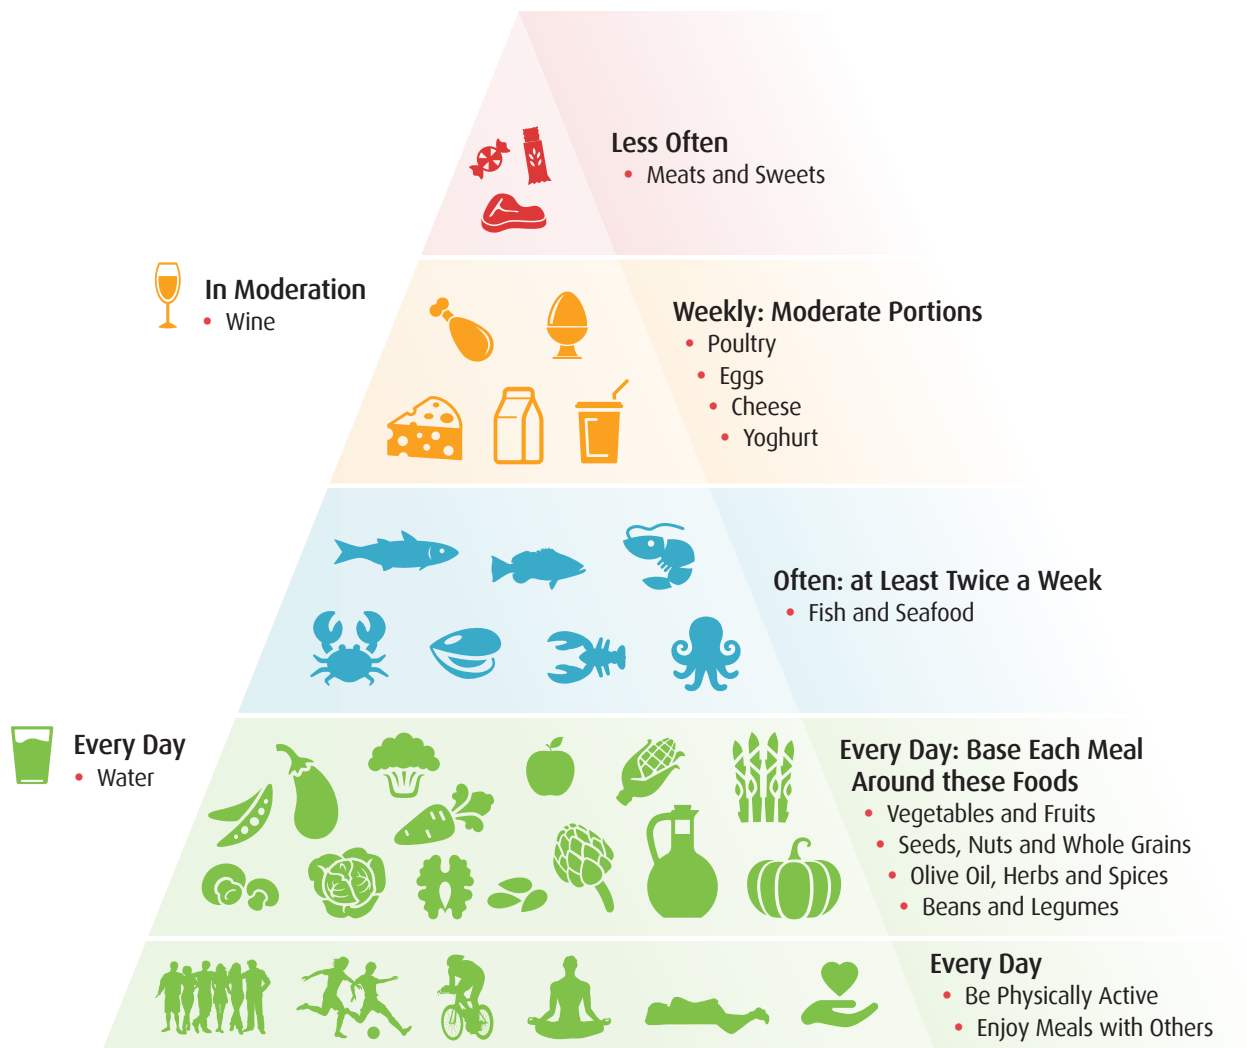 Less Often
• Meats and Sweets
In Moderation
• Wine
Weekly: Moderate Portions
• Poultry
• Eggs
• Cheese
• Yoghurt
Often: at Least Twice a Week
• Fish and Seafood
Every Day
• Water
Every Day: Base Each Meal
Around these Foods
• Vegetables and Fruits
• Seeds, Nuts and Whole Grains
• Olive Oil, Herbs and Spices
• Beans and Legumes
Every Day
• Be Physically Active
• Enjoy Meals with Others